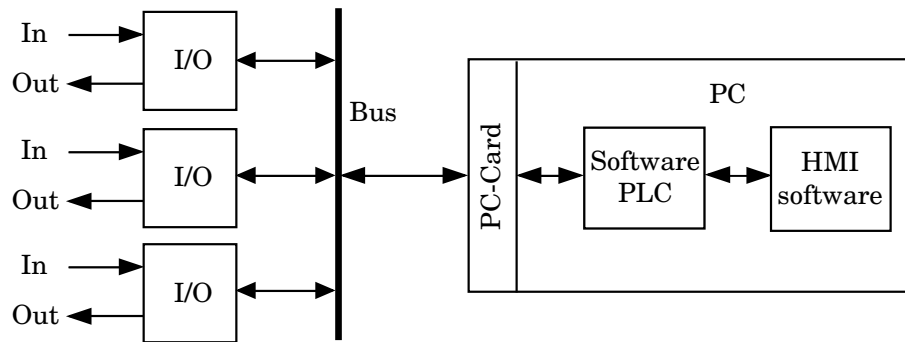 In
Out
I/O
In
Out
I/O
In
Out
I/O
Bus
PC-Card
PC
Software
PLC
HMI
software